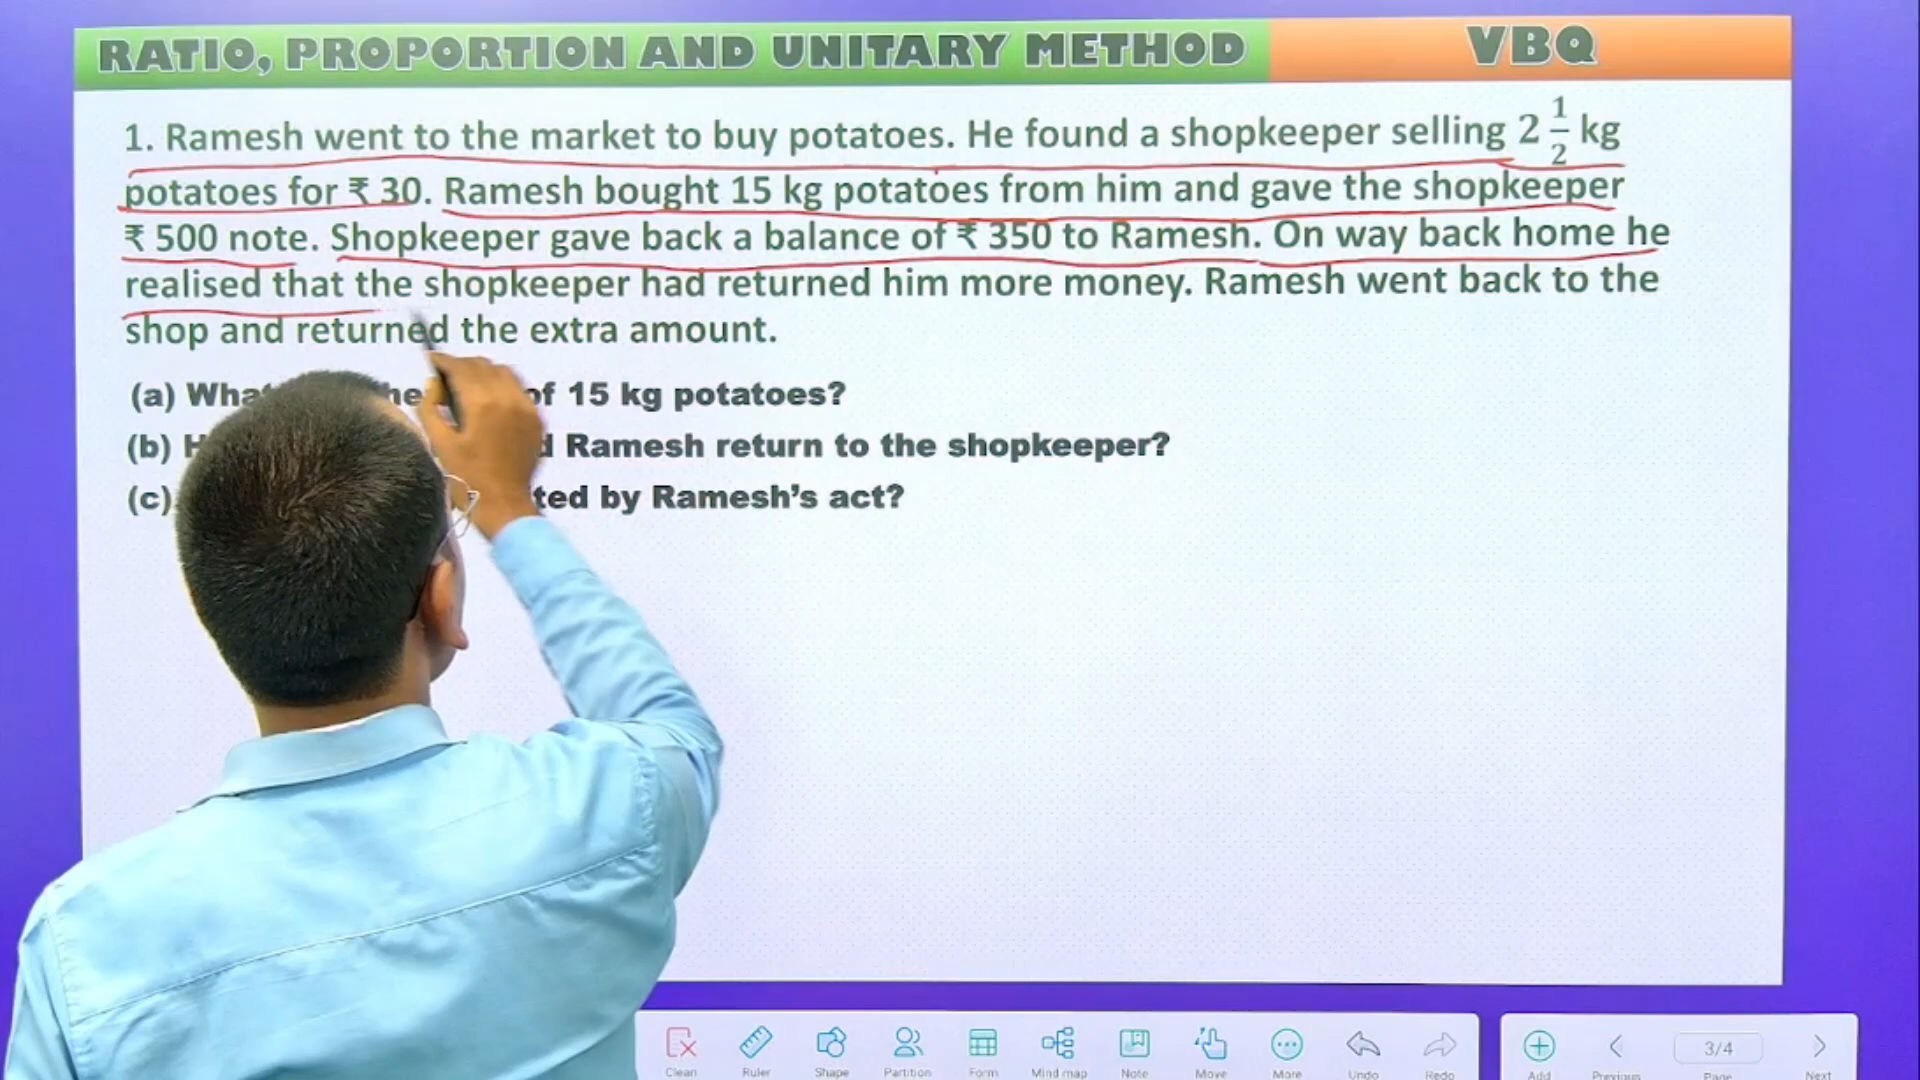 RATIO, PROPORTION AND UNITARY METHOD
VBQ
1. Ramesh went to the market to buy potatoes. He found a shopkeeper selling 2 1/2 kg
potatoes for ₹ 30. Ramesh bought 15 kg potatoes from him and gave the shopkeeper
₹ 500 note. Shopkeeper gave back a balance of ₹ 350 to Ramesh. On way back home he
realised that the shopkeeper had returned him more money. Ramesh went back to the
shop and returned the extra amount.
(a) of 15 kg potatoes?
(b) Ramesh return to the shopkeeper?
(c) by Ramesh's act?
Clean Ruler Shape Partition Form Mind map Note Move More Undo Redo
3/4
Add Previous Page Next